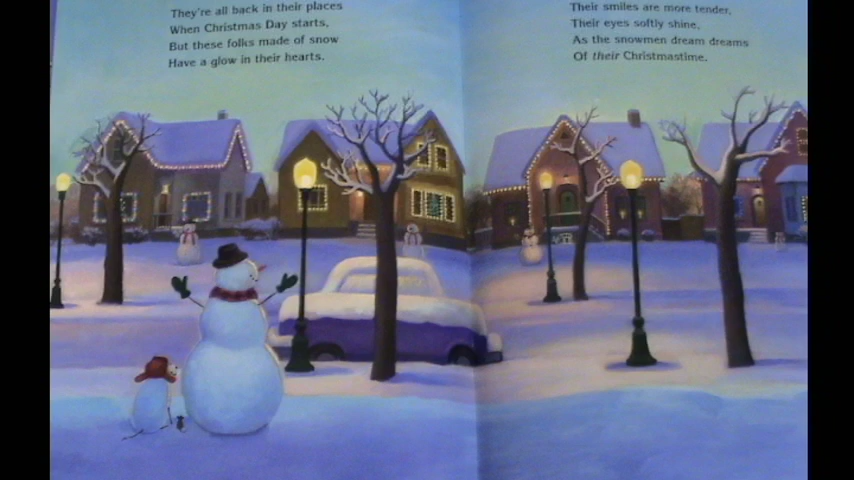 They're all back in their places
When Christmas Day starts,
But these folks made of snow
Have a glow in their hearts.
Their smiles are more tender,
Their eyes softly shine,
As the snowmen dream dreams
Of their Christmastime.